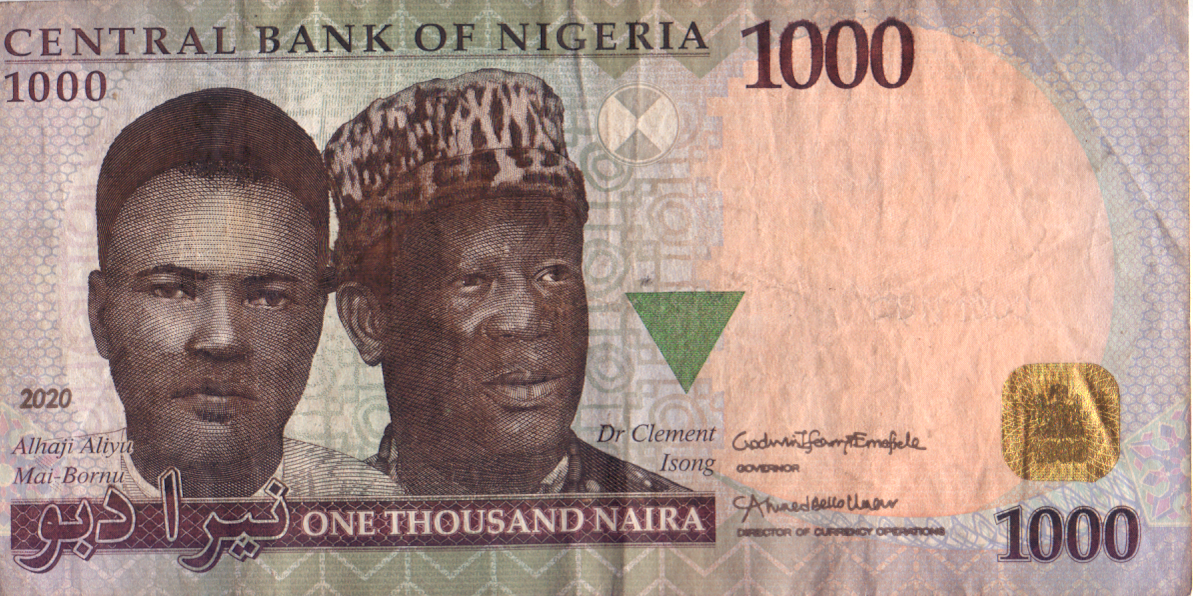 CENTRAL BANK OF NIGERIA
1000
1000
2020
Alhaji Aliyu
Mai-Bornu
Dr Clement
Isong
Godwin Ifeanyi Emefiele
GOVERNOR
Ahmed Bello Umar
DIRECTOR OF CURRENCY OPERATIONS
نيرا دبو
ONE THOUSAND NAIRA
1000